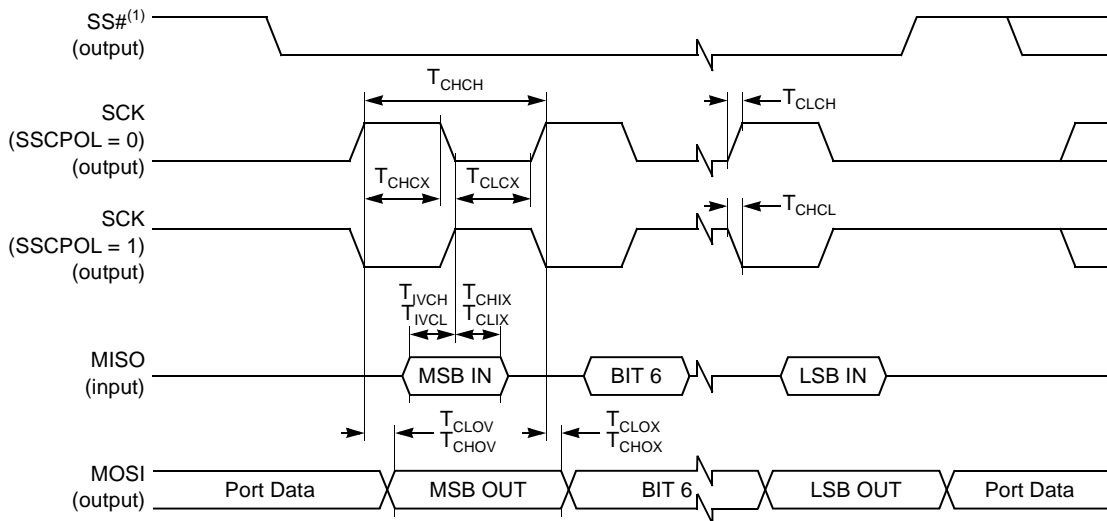 SS#(1)
(output)
TCHCH
TCLCH
SCK
(SSCPOL = 0)
(output)
TCHCX
TCLCX
TCHCL
SCK
(SSCPOL = 1)
(output)
TIVCH
TIVCL
TCHIX
TCLIX
MISO
(input)
MSB IN
BIT 6
LSB IN
TCLOV
TCHOV
TCLOX
TCHOX
MOSI
(output)
Port Data
MSB OUT
BIT 6
LSB OUT
Port Data